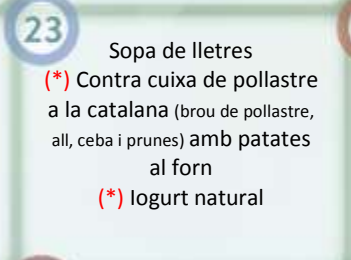 23
Sopa de lletres
(*) Contra cuixa de pollastre
a la catalana (brou de pollastre,
all, ceba i prunes) amb patates
al forn
(*) Iogurt natural